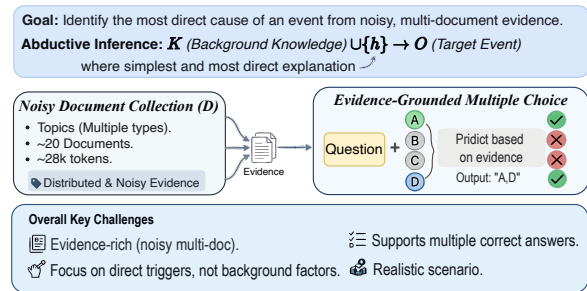 Goal: Identify the most direct cause of an event from noisy, multi-document evidence.
Abductive Inference: K (Background Knowledge) ∪{h} → O (Target Event)
where simplest and most direct explanation
Noisy Document Collection (D)
• Topics (Multiple types).
• ~20 Documents.
• ~28k tokens.
Distributed & Noisy Evidence
Evidence
Evidence-Grounded Multiple Choice
Question
+
A
B
C
D
Pridict based
on evidence
Output: "A,D"
Overall Key Challenges
Evidence-rich (noisy multi-doc).
Supports multiple correct answers.
Focus on direct triggers, not background factors.
Realistic scenario.